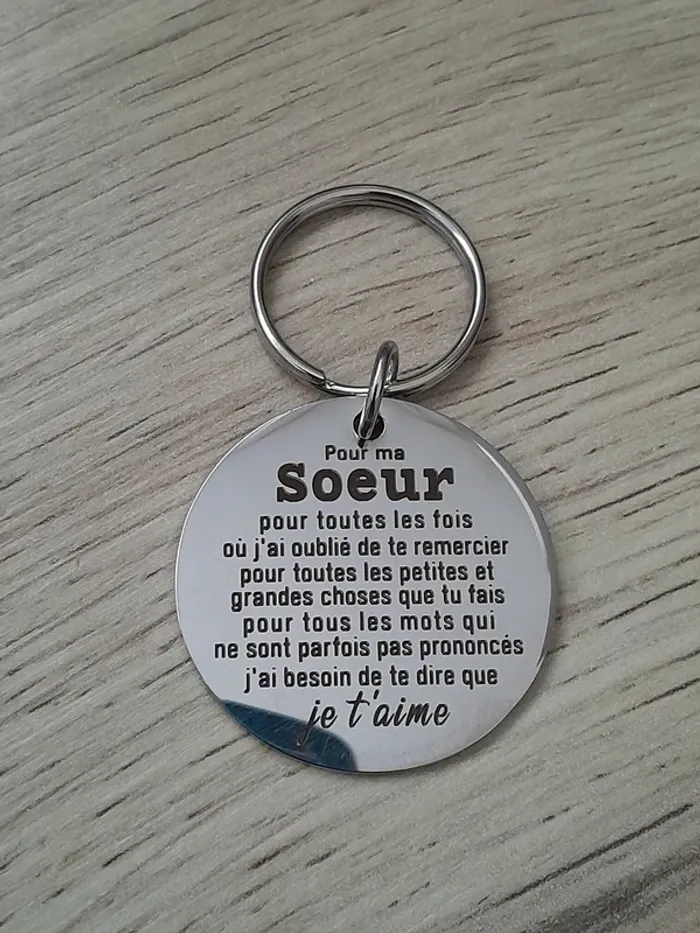 Pour ma
Soeur
pour toutes les fois
où j'ai oublié de te remercier
pour toutes les petites et
grandes choses que tu fais
pour tous les mots qui
ne sont parfois pas prononcés
j'ai besoin de te dire que
je t'aime